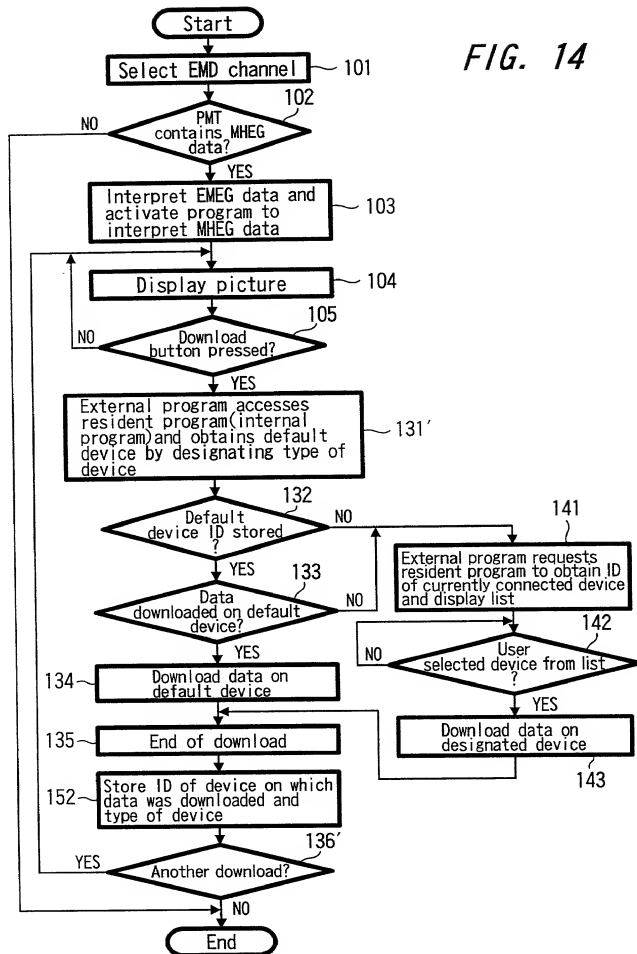 Start
FIG. 14
Select EMD channel
101
102
NO
PMT
contains MHEG
data?
YES
Interpret EMEG data and
activate program to
interpret MHEG data
103
Display picture
104
105
NO
Download
button pressed?
YES
External program accesses
resident program(internal
program)and obtains default
device by designating type of
device
131'
132
Default
device ID stored
?
NO
YES
133
Data
downloaded on default
device?
NO
YES
141
External program requests
resident program to obtain ID
of currently connected device
and display list
142
User
selected device from list
?
NO
YES
134
Download data on
default device
Download data on
designated device
143
135
End of download
152
Store ID of device on which
data was downloaded and
type of device
136'
YES
Another download?
NO
End